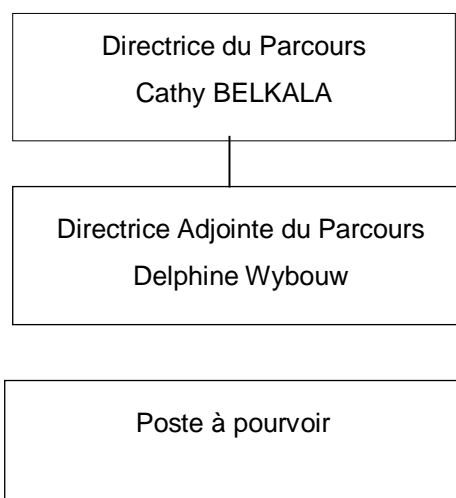 Directrice du Parcours
Cathy BELKALA
Directrice Adjointe du Parcours
Delphine Wybouw
Poste à pourvoir